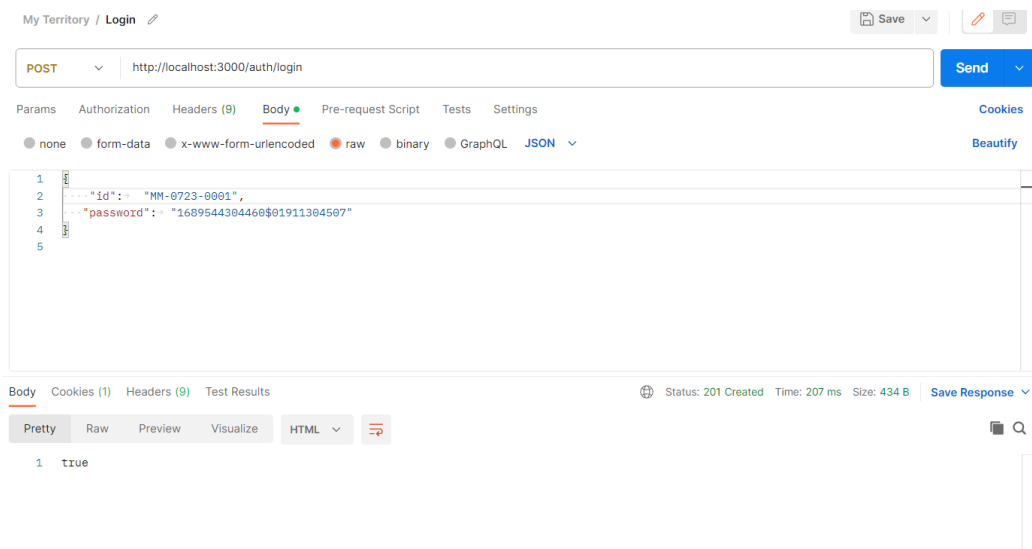 My Territory / Login
Save
POST http://localhost:3000/auth/login Send
Params Authorization Headers (9) Body Pre-request Script Tests Settings Cookies
none form-data x-www-form-urlencoded raw binary GraphQL JSON Beautify
1 {
2 "id": "MM-0723-0001",
3 "password": "1689544304460$01911304507"
4 }
5
Body Cookies (1) Headers (9) Test Results Status: 201 Created Time: 207 ms Size: 434 B Save Response
Pretty Raw Preview Visualize HTML
1 true